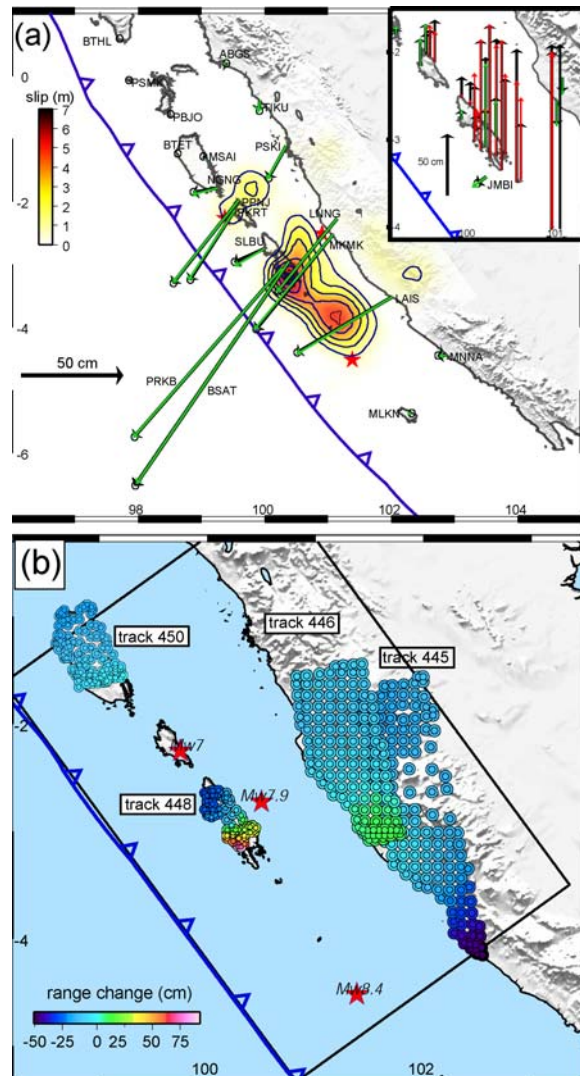 (a)
BTHL
ABGS
0
PSMK
TIKU
slip (m)
7
6
5
4
3
2
1
0
PBJO
BTET
MSAI
PSKI
NGNG
PPNJ
PKRT
LNNG
SLBU
MKMK
LAIS
-4
50 cm
PRKB
BSAT
MNNA
MLKN
-6
98
100
102
104
-2
-3
50 cm
JMBI
-4
100
101
(b)
track 450
track 446
track 445
-2
Mw7
Mw7.9
track 448
-4
Mw8.4
range change (cm)
-50 -25 0 25 50 75
100
102